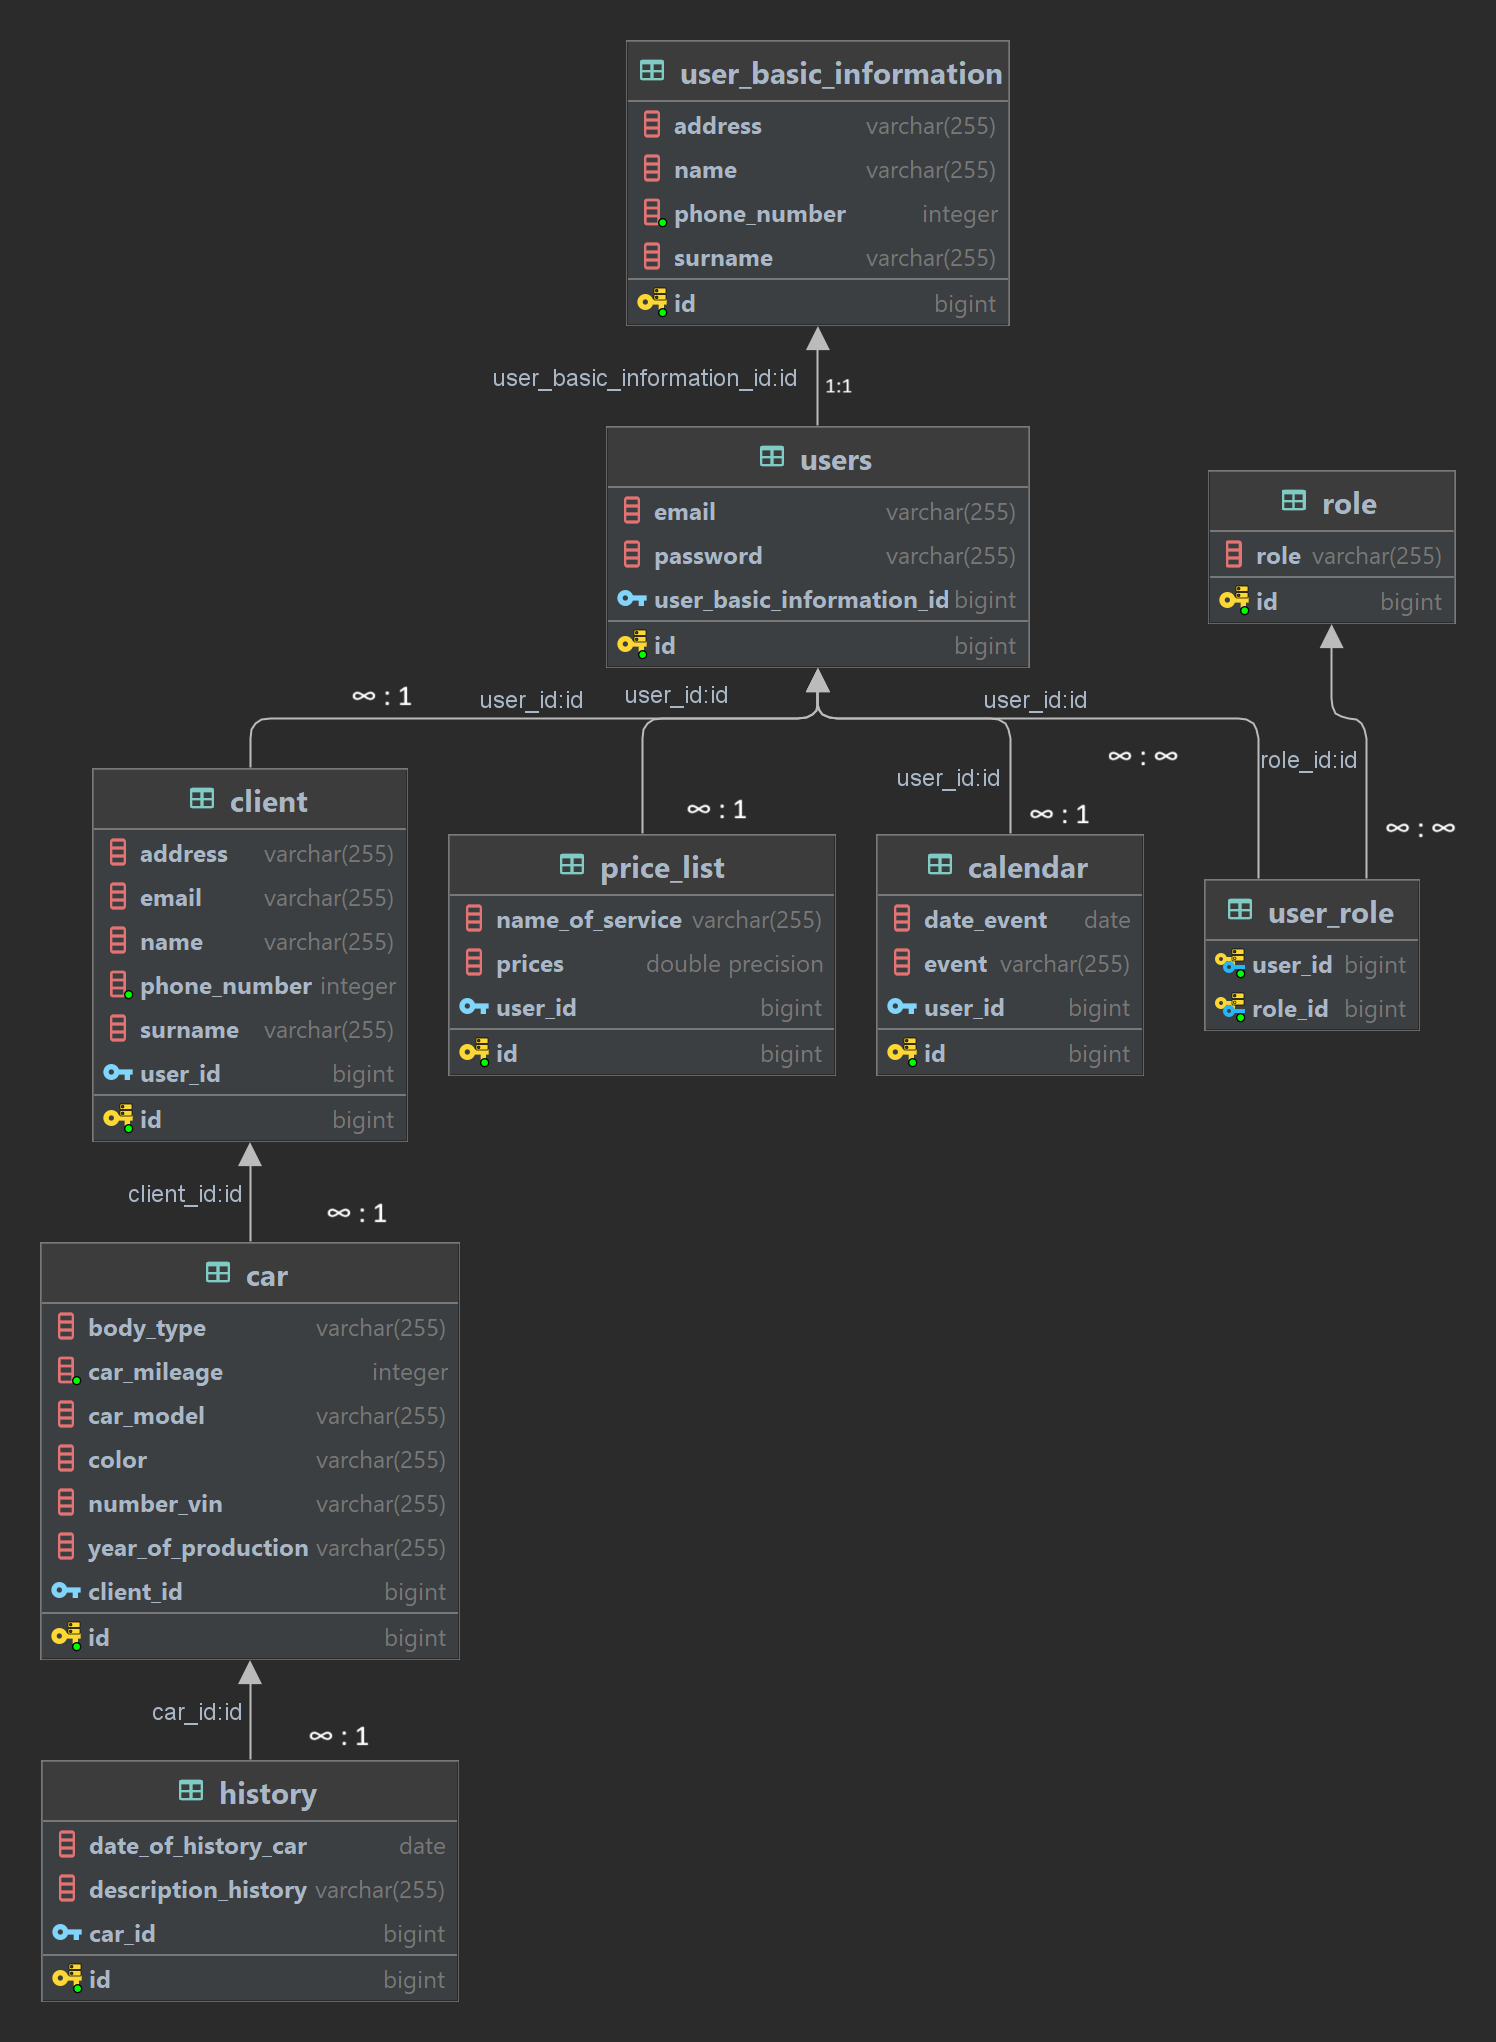 user_basic_information
address varchar(255)
name varchar(255)
phone_number integer
surname varchar(255)
id bigint
user_basic_information_id:id
1:1
users
email varchar(255)
password varchar(255)
user_basic_information_id bigint
id bigint
role
role varchar(255)
id bigint
∞ : 1
user_id:id
user_id:id
user_id:id
∞ : ∞
role_id:id
user_id:id
∞ : 1
∞ : 1
∞ : ∞
client
address varchar(255)
email varchar(255)
name varchar(255)
phone_number integer
surname varchar(255)
user_id bigint
id bigint
price_list
name_of_service varchar(255)
prices double precision
user_id bigint
id bigint
calendar
date_event date
event varchar(255)
user_id bigint
id bigint
user_role
user_id bigint
role_id bigint
client_id:id
∞ : 1
car
body_type varchar(255)
car_mileage integer
car_model varchar(255)
color varchar(255)
number_vin varchar(255)
year_of_production varchar(255)
client_id bigint
id bigint
car_id:id
∞ : 1
history
date_of_history_car date
description_history varchar(255)
car_id bigint
id bigint